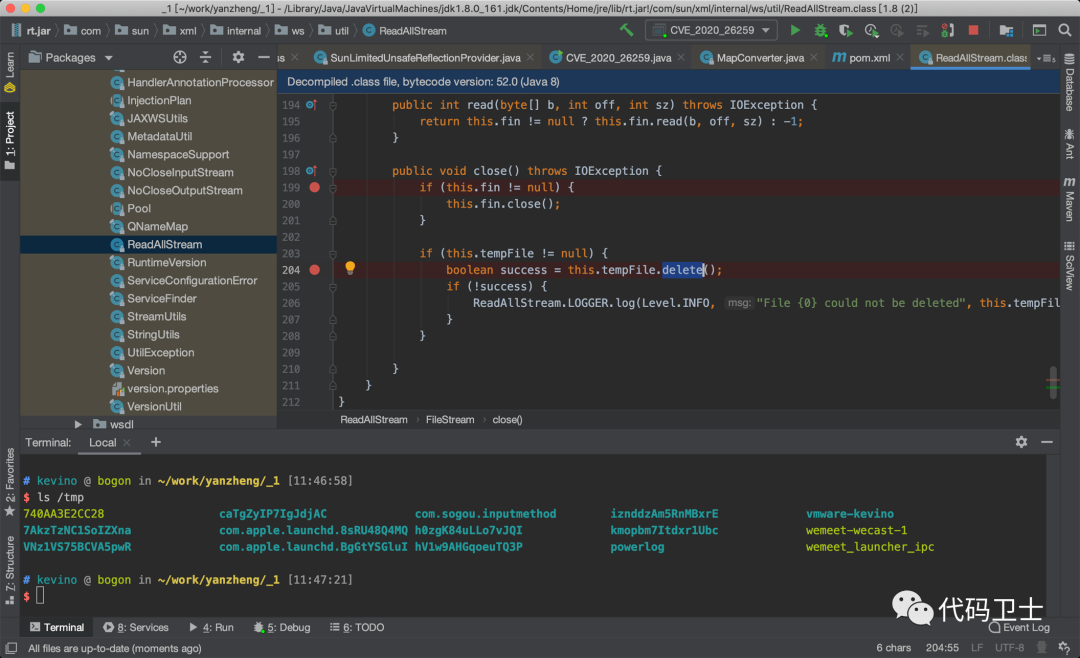 _1 [~/work/yanzheng/_1] - /Library/Java/JavaVirtualMachines/jdk1.8.0_161.jdk/Contents/Home/jre/lib/rt.jar!/com/sun/xml/internal/ws/util/ReadAllStream.class [1.8 (2)]
rt.jar com sun xml internal ws util ReadAllStream CVE_2020_26259
Packages ss SunLimitedUnsafeReflectionProvider.java CVE_2020_26259.java MapConverter.java pom.xml ReadAllStream.class
Learn
1: Project
2: Favorites
7: Structure
Database
Ant
Maven
SciView
HandlerAnnotationProcessor
InjectionPlan
JAXWSUtils
MetadataUtil
NamespaceSupport
NoCloseInputStream
NoCloseOutputStream
Pool
QNameMap
ReadAllStream
RuntimeVersion
ServiceConfigurationError
ServiceFinder
StreamUtils
StringUtils
UtilException
Version
version.properties
VersionUtil
wsdl
Decompiled .class file, bytecode version: 52.0 (Java 8)
194 public int read(byte[] b, int off, int sz) throws IOException {
195 return this.fin != null ? this.fin.read(b, off, sz) : -1;
196 }
197
198 public void close() throws IOException {
199 if (this.fin != null) {
200 this.fin.close();
201 }
202
203 if (this.tempFile != null) {
204 boolean success = this.tempFile.delete();
205 if (!success) {
206 ReadAllStream.LOGGER.log(Level.INFO, msg: "File {0} could not be deleted", this.tempFil
207 }
208 }
209
210 }
211 }
212 }
ReadAllStream › FileStream › close()
Terminal: Local × +
# kevino @ bogon in ~/work/yanzheng/_1 [11:46:58]
$ ls /tmp
740AA3E2CC28 caTgZyIP7IgJdjAC com.sogou.inputmethod iznddzAm5RnMBxrE vmware-kevino
7AkzTzNC1SoIZXna com.apple.launchd.8sRU48Q4MQ h0zgK84uLLo7vJQI kmopbm7Itdxr1Ubc wemeet-wecast-1
VNz1VS75BCVA5pwR com.apple.launchd.BgGtYSGluI hV1w9AHGqoeuTQ3P powerlog wemeet_launcher_ipc
# kevino @ bogon in ~/work/yanzheng/_1 [11:47:21]
$
代码卫士
Terminal 8: Services 4: Run 5: Debug 6: TODO Event Log
All files are up-to-date (moments ago) 6 chars 204:55 LF UTF-8